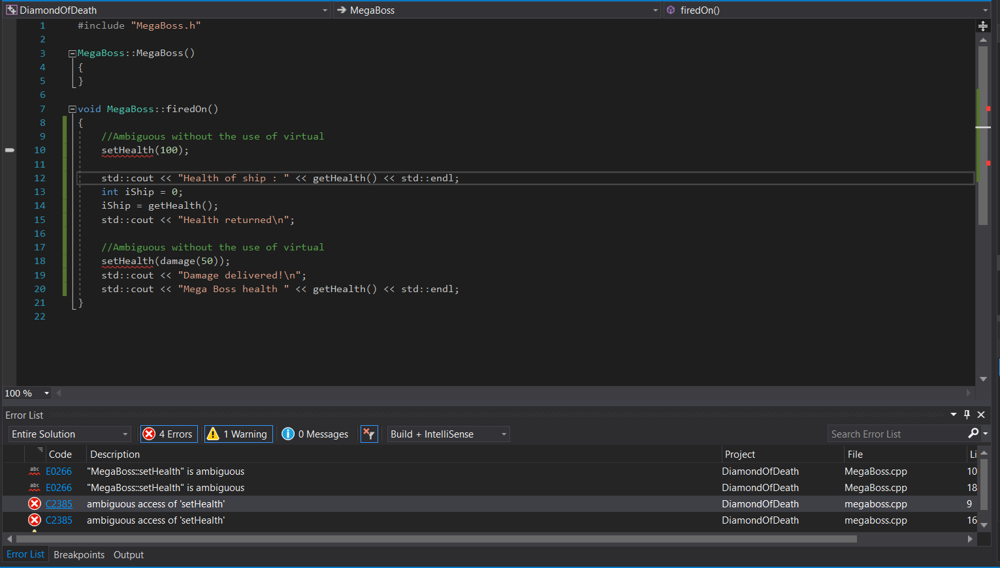 DiamondOfDeath MegaBoss firedOn()
1 #include "MegaBoss.h"
2
3 MegaBoss::MegaBoss()
4 {
5 }
6
7 void MegaBoss::firedOn()
8 {
9 //Ambiguous without the use of virtual
10 setHealth(100);
11
12 std::cout << "Health of ship : " << getHealth() << std::endl;
13 int iShip = 0;
14 iShip = getHealth();
15 std::cout << "Health returned\n";
16
17 //Ambiguous without the use of virtual
18 setHealth(damage(50));
19 std::cout << "Damage delivered!\n";
20 std::cout << "Mega Boss health " << getHealth() << std::endl;
21 }
22
100 %
Error List
Entire Solution 4 Errors 1 Warning 0 Messages Build + IntelliSense Search Error List
Code Description Project File Li
abc E0266 "MegaBoss::setHealth" is ambiguous DiamondOfDeath MegaBoss.cpp 10
abc E0266 "MegaBoss::setHealth" is ambiguous DiamondOfDeath MegaBoss.cpp 18
C2385 ambiguous access of 'setHealth' DiamondOfDeath megaboss.cpp 9
C2385 ambiguous access of 'setHealth' DiamondOfDeath megaboss.cpp 16
Error List Breakpoints Output